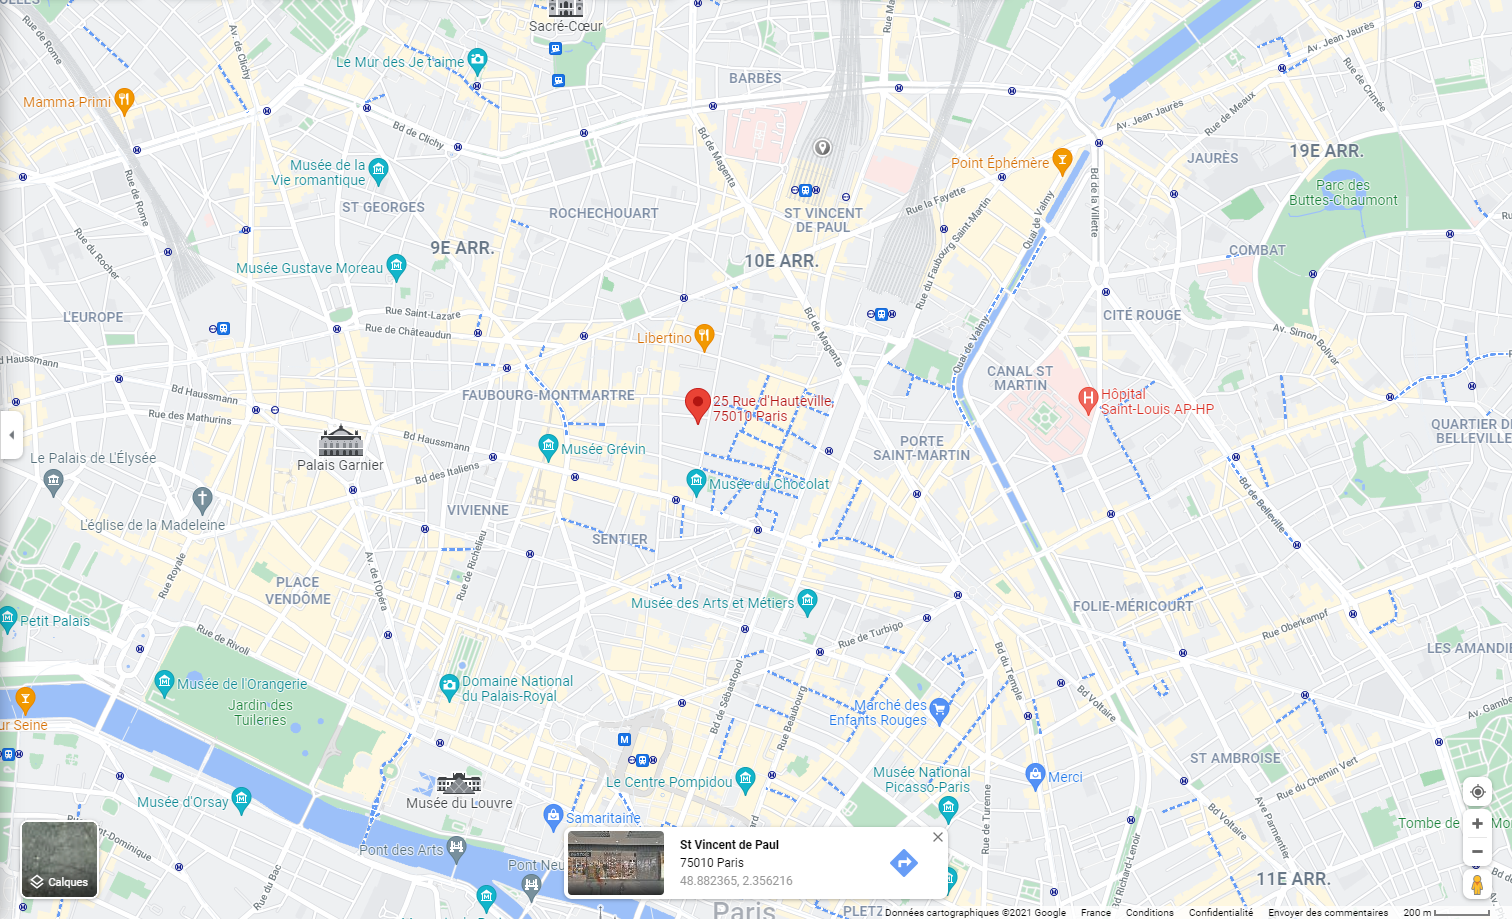 Sacré-Cœur
Rue de Rome
Av. de Clichy
Le Mur des Je t'aime
BARBÈS
Av. Jean Jaurès
Rue de Crimée
Mamma Primi
Bd de Clichy
Bd de Magenta
Av. Jean Jaurès
Rue de Meaux
Musée de la
Vie romantique
Point Éphémère
JAURÈS
19E ARR.
Rue de Rome
ST GEORGES
ROCHECHOUART
ST VINCENT
DE PAUL
Rue la Fayette
Quai de Valmy
Bd de la Villette
Parc des
Buttes-Chaumont
Rue du Rocher
9E ARR.
10E ARR.
Rue du Faubourg Saint-Martin
COMBAT
Musée Gustave Moreau
L'EUROPE
Rue Saint-Lazare
Rue de Châteaudun
Libertino
Bd de Magenta
Quai de Valmy
CITÉ ROUGE
Av. Simon Bolivar
Bd Haussmann
Bd Haussmann
Rue des Mathurins
FAUBOURG-MONTMARTRE
25 Rue d'Hauteville,
75010 Paris
CANAL ST
MARTIN
Hôpital
Saint-Louis AP-HP
QUARTIER D
BELLEVILLE
Bd Haussmann
Palais Garnier
Bd des Italiens
Musée Grévin
PORTE
SAINT-MARTIN
Le Palais de L'Élysée
Musée du Chocolat
L'église de la Madeleine
VIVIENNE
SENTIER
Bd de Belleville
Rue Royale
Av. de l'Opéra
Rue de Richelieu
PLACE
VENDÔME
Musée des Arts et Métiers
FOLIE-MÉRICOURT
Petit Palais
Rue de Rivoli
Rue de Turbigo
Rue Oberkampf
LES AMANDIE
Musée de l'Orangerie
Jardin des
Tuileries
Domaine National
du Palais-Royal
Bd de Sébastopol
Rue Beaubourg
Bd du Temple
Bd Voltaire
Marché des
Enfants Rouges
Av. Gambe
ur Seine
ST AMBROISE
M
Musée du Louvre
Le Centre Pompidou
Musée National
Picasso-Paris
Merci
Rue du Chemin Vert
Musée d'Orsay
Samaritaine
Rue de Turenne
Bd Voltaire
Ave Parmentier
Tombe de
Mo
nt-Dominique
Pont des Arts
Pont Neu
Rue du Bac
Bd Richard-Lenoir
11E ARR.
Calques
St Vincent de Paul
75010 Paris
48.882365, 2.356216
Paris
PLETZ
Données cartographiques ©2021 Google
France
Conditions
Confidentialité
Envoyer des commentaires
200 m